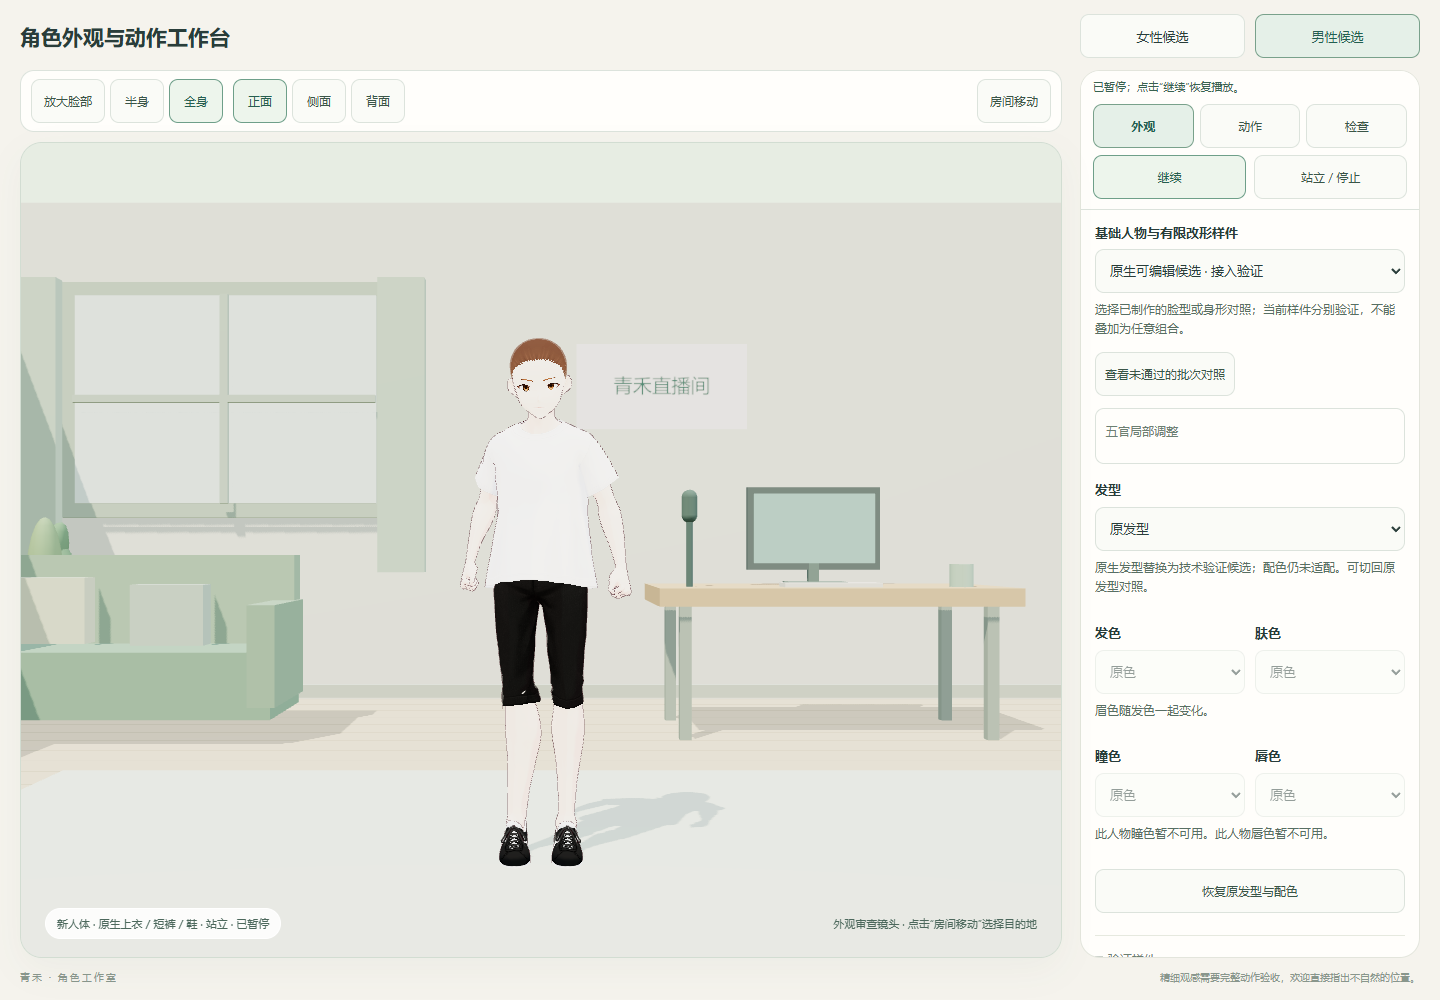 角色外观与动作工作台
女性候选
男性候选
放大脸部
半身
全身
正面
侧面
背面
房间移动
已暂停；点击“继续”恢复播放。
外观
动作
检查
继续
站立 / 停止
基础人物与有限改形样件
原生可编辑候选 · 接入验证
选择已制作的脸型或身形对照；当前样件分别验证，不能
叠加为任意组合。
查看未通过的批次对照
五官局部调整
发型
原发型
原生发型替换为技术验证候选；配色仍未适配。可切回原
发型对照。
发色
肤色
原色
原色
眉色随发色一起变化。
瞳色
唇色
原色
原色
此人物瞳色暂不可用。此人物唇色暂不可用。
恢复原发型与配色
青禾直播间
新人体 · 原生上衣 / 短裤 / 鞋 · 站立 · 已暂停
外观审查镜头 · 点击“房间移动”选择目的地
青禾 · 角色工作室
精细观感需要完整动作验收，欢迎直接指出不自然的位置。